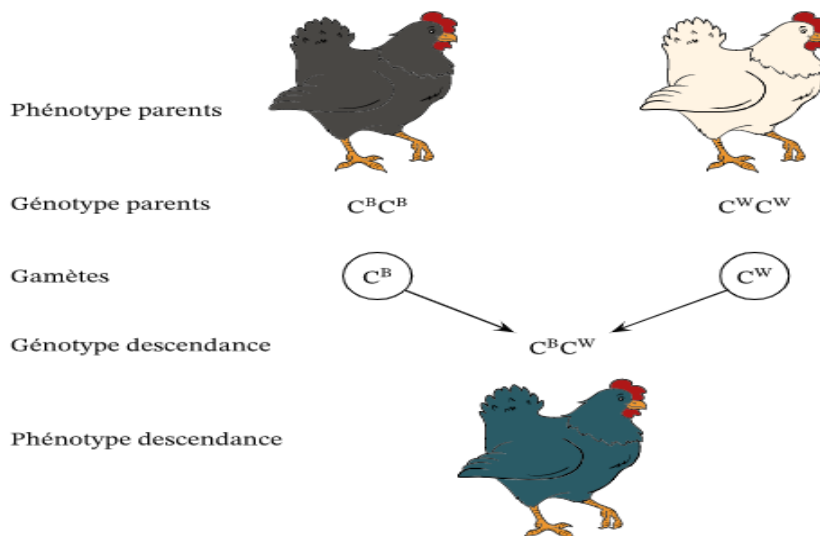 Phénotype parents
Génotype parents CᴮCᴮ CᵂCᵂ
Gamètes Cᴮ Cᵂ
Génotype descendance CᴮCᵂ
Phénotype descendance